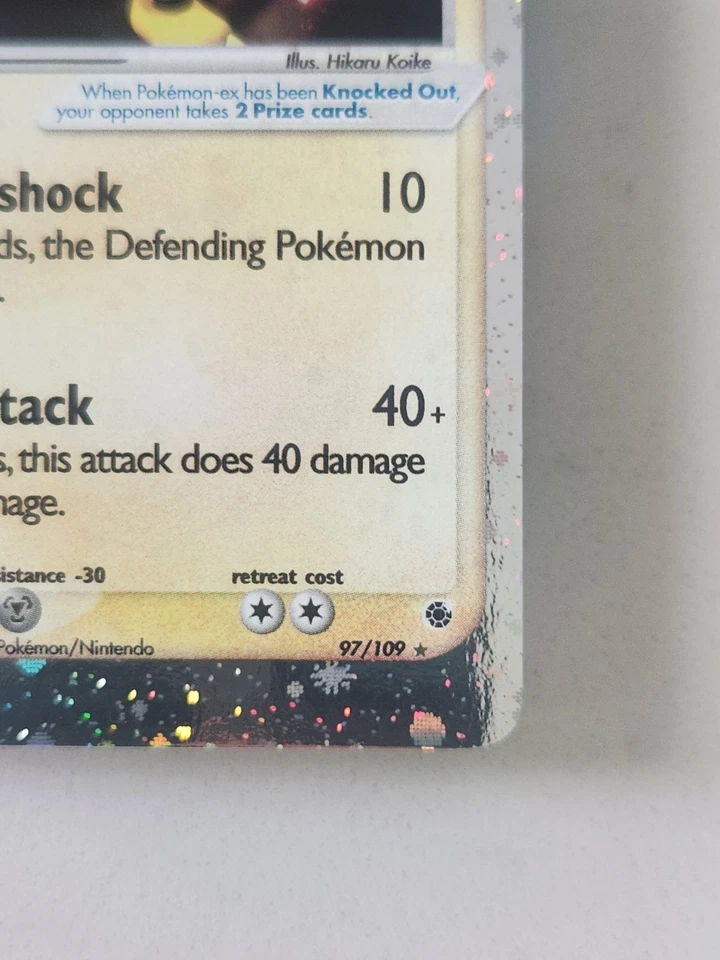 Illus. Hikaru Koike
When Pokémon-ex has been Knocked Out,
your opponent takes 2 Prize cards.
shock 10
ds, the Defending Pokémon
.
tack 40+
s, this attack does 40 damage
mage.
istance -30 retreat cost
Pokémon/Nintendo 97/109 ★